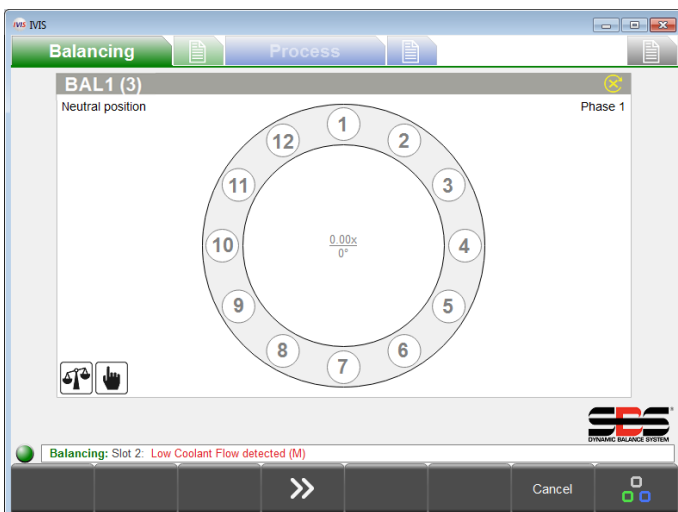 IVIS IVIS
Balancing Process
BAL1 (3)
Neutral position Phase 1
1
2
3
4
5
6
7
8
9
10
11
12
0.00x
0°
SBS
DYNAMIC BALANCE SYSTEM
Balancing: Slot 2: Low Coolant Flow detected (M)
Cancel